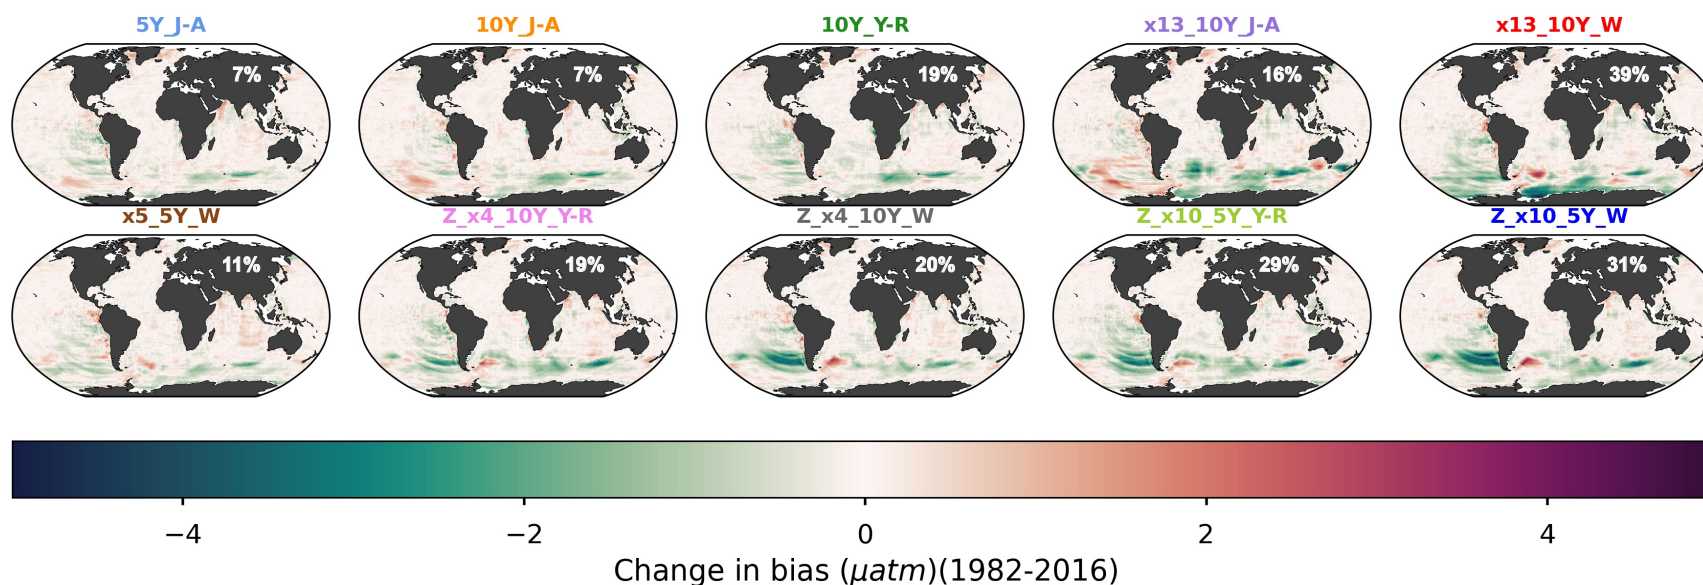 5Y_J-A 10Y_J-A 10Y_Y-R x13_10Y_J-A x13_10Y_W
7% 7% 19% 16% 39%
x5_5Y_W Z_x4_10Y_Y-R Z_x4_10Y_W Z_x10_5Y_Y-R Z_x10_5Y_W
11% 19% 20% 29% 31%
−4 −2 0 2 4
Change in bias (μatm)(1982-2016)